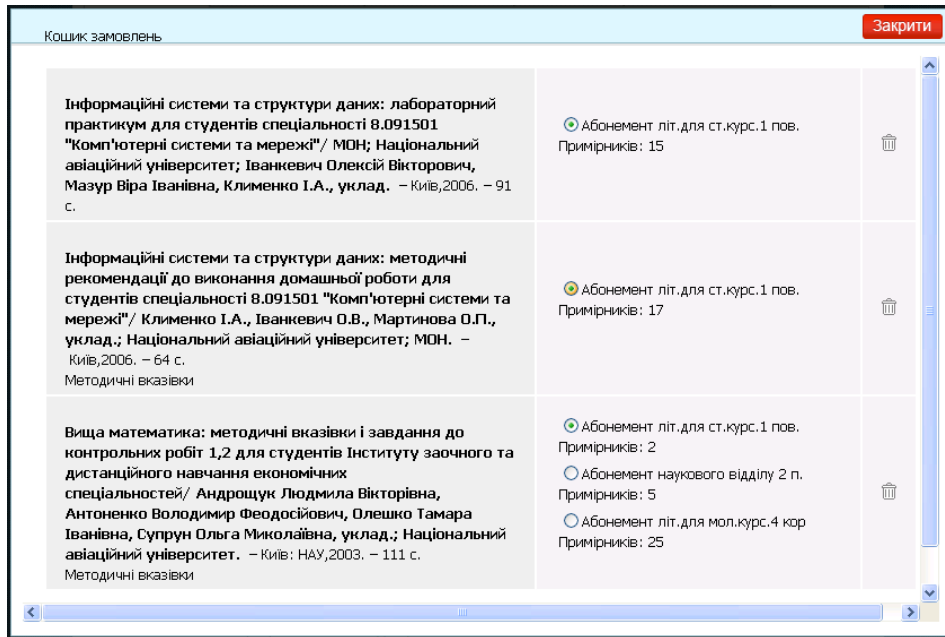 Кошик замовлень
Закрити
Інформаційні системи та структури даних: лабораторний
практикум для студентів спеціальності 8.091501
"Комп'ютерні системи та мережі"/ МОН; Національний
авіаційний університет; Іванкевич Олексій Вікторович,
Мазур Віра Іванівна, Клименко І.А., уклад. – Київ,2006. – 91
с.
Абонемент літ.для ст.курс.1 пов.
Примірників: 15
Інформаційні системи та структури даних: методичні
рекомендації до виконання домашньої роботи для
студентів спеціальності 8.091501 "Комп'ютерні системи та
мережі"/ Клименко І.А., Іванкевич О.В., Мартинова О.П.,
уклад.; Національний авіаційний університет; МОН. –
Київ,2006. – 64 с.
Методичні вказівки
Абонемент літ.для ст.курс.1 пов.
Примірників: 17
Вища математика: методичні вказівки і завдання до
контрольних робіт 1,2 для студентів Інституту заочного та
дистанційного навчання економічних
спеціальностей/ Андрощук Людмила Вікторівна,
Антоненко Володимир Феодосійович, Олешко Тамара
Іванівна, Супрун Ольга Миколаївна, уклад.; Національний
авіаційний університет. – Київ: НАУ,2003. – 111 с.
Методичні вказівки
Абонемент літ.для ст.курс.1 пов.
Примірників: 2
Абонемент наукового відділу 2 п.
Примірників: 5
Абонемент літ.для мол.курс.4 кор
Примірників: 25